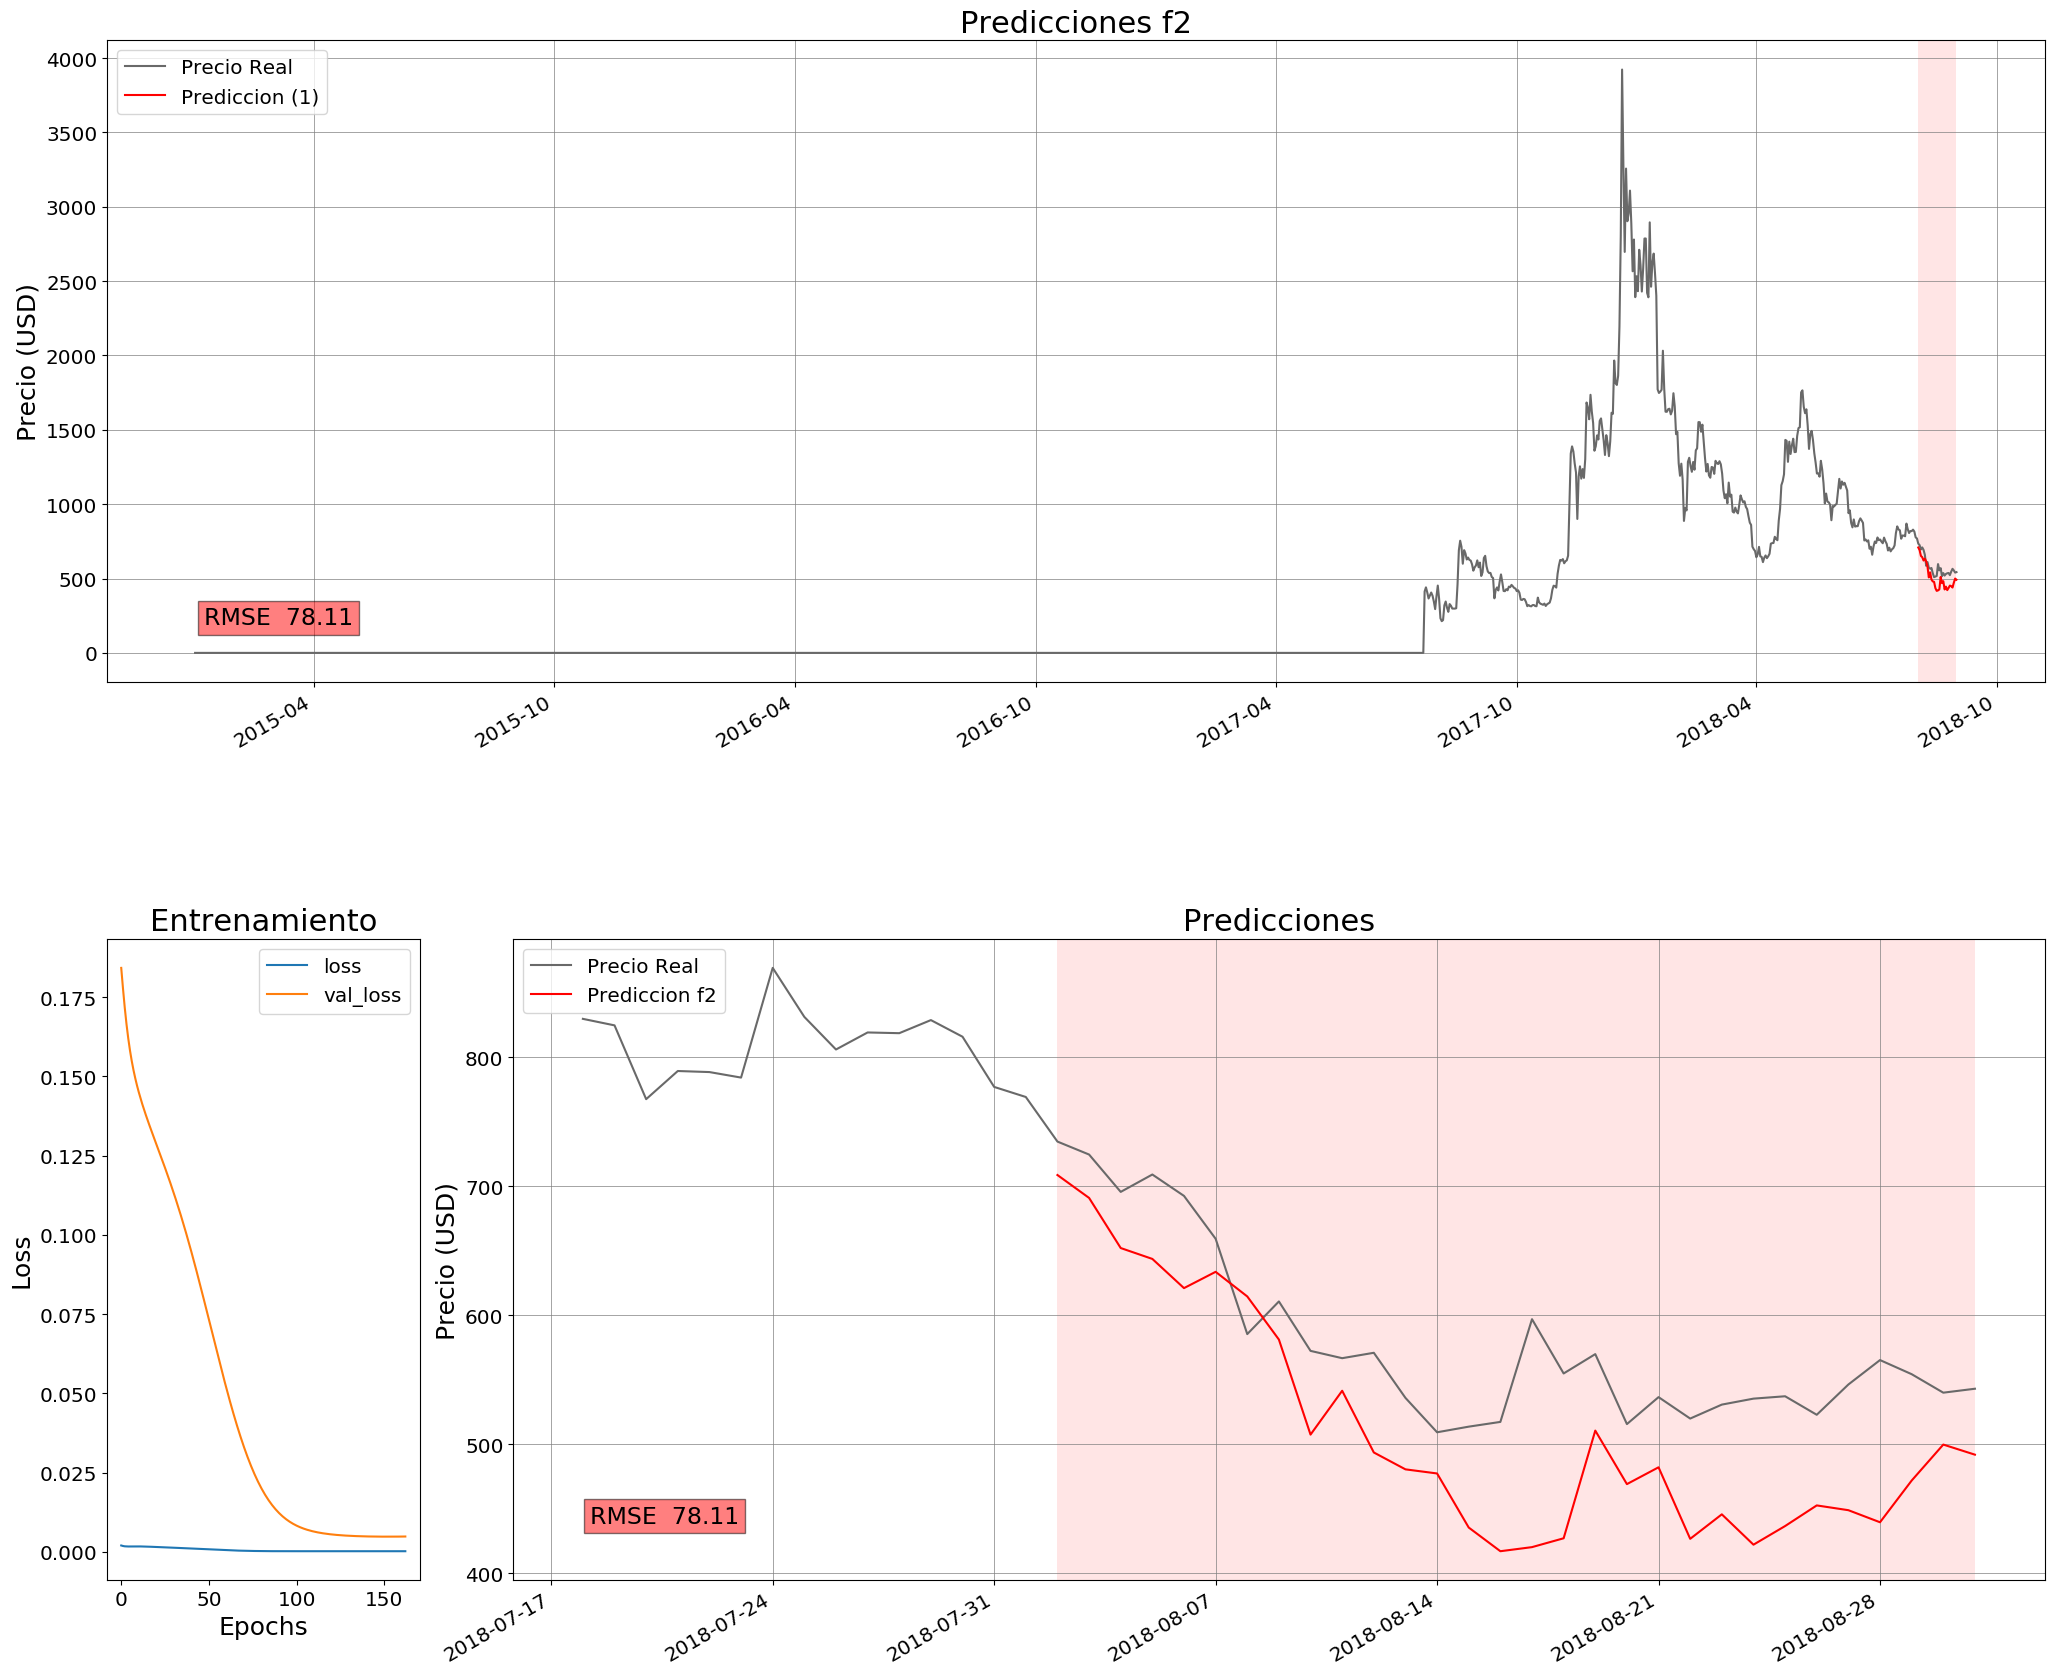 Predicciones f2
Precio (USD)
4000
3500
3000
2500
2000
1500
1000
500
0
Precio Real
Prediccion (1)
RMSE  78.11
2015-04
2015-10
2016-04
2016-10
2017-04
2017-10
2018-04
2018-10
Entrenamiento
Loss
0.175
0.150
0.125
0.100
0.075
0.050
0.025
0.000
loss
val_loss
0
50
100
150
Epochs
Predicciones
Precio (USD)
800
700
600
500
400
Precio Real
Prediccion f2
RMSE  78.11
2018-07-17
2018-07-24
2018-07-31
2018-08-07
2018-08-14
2018-08-21
2018-08-28